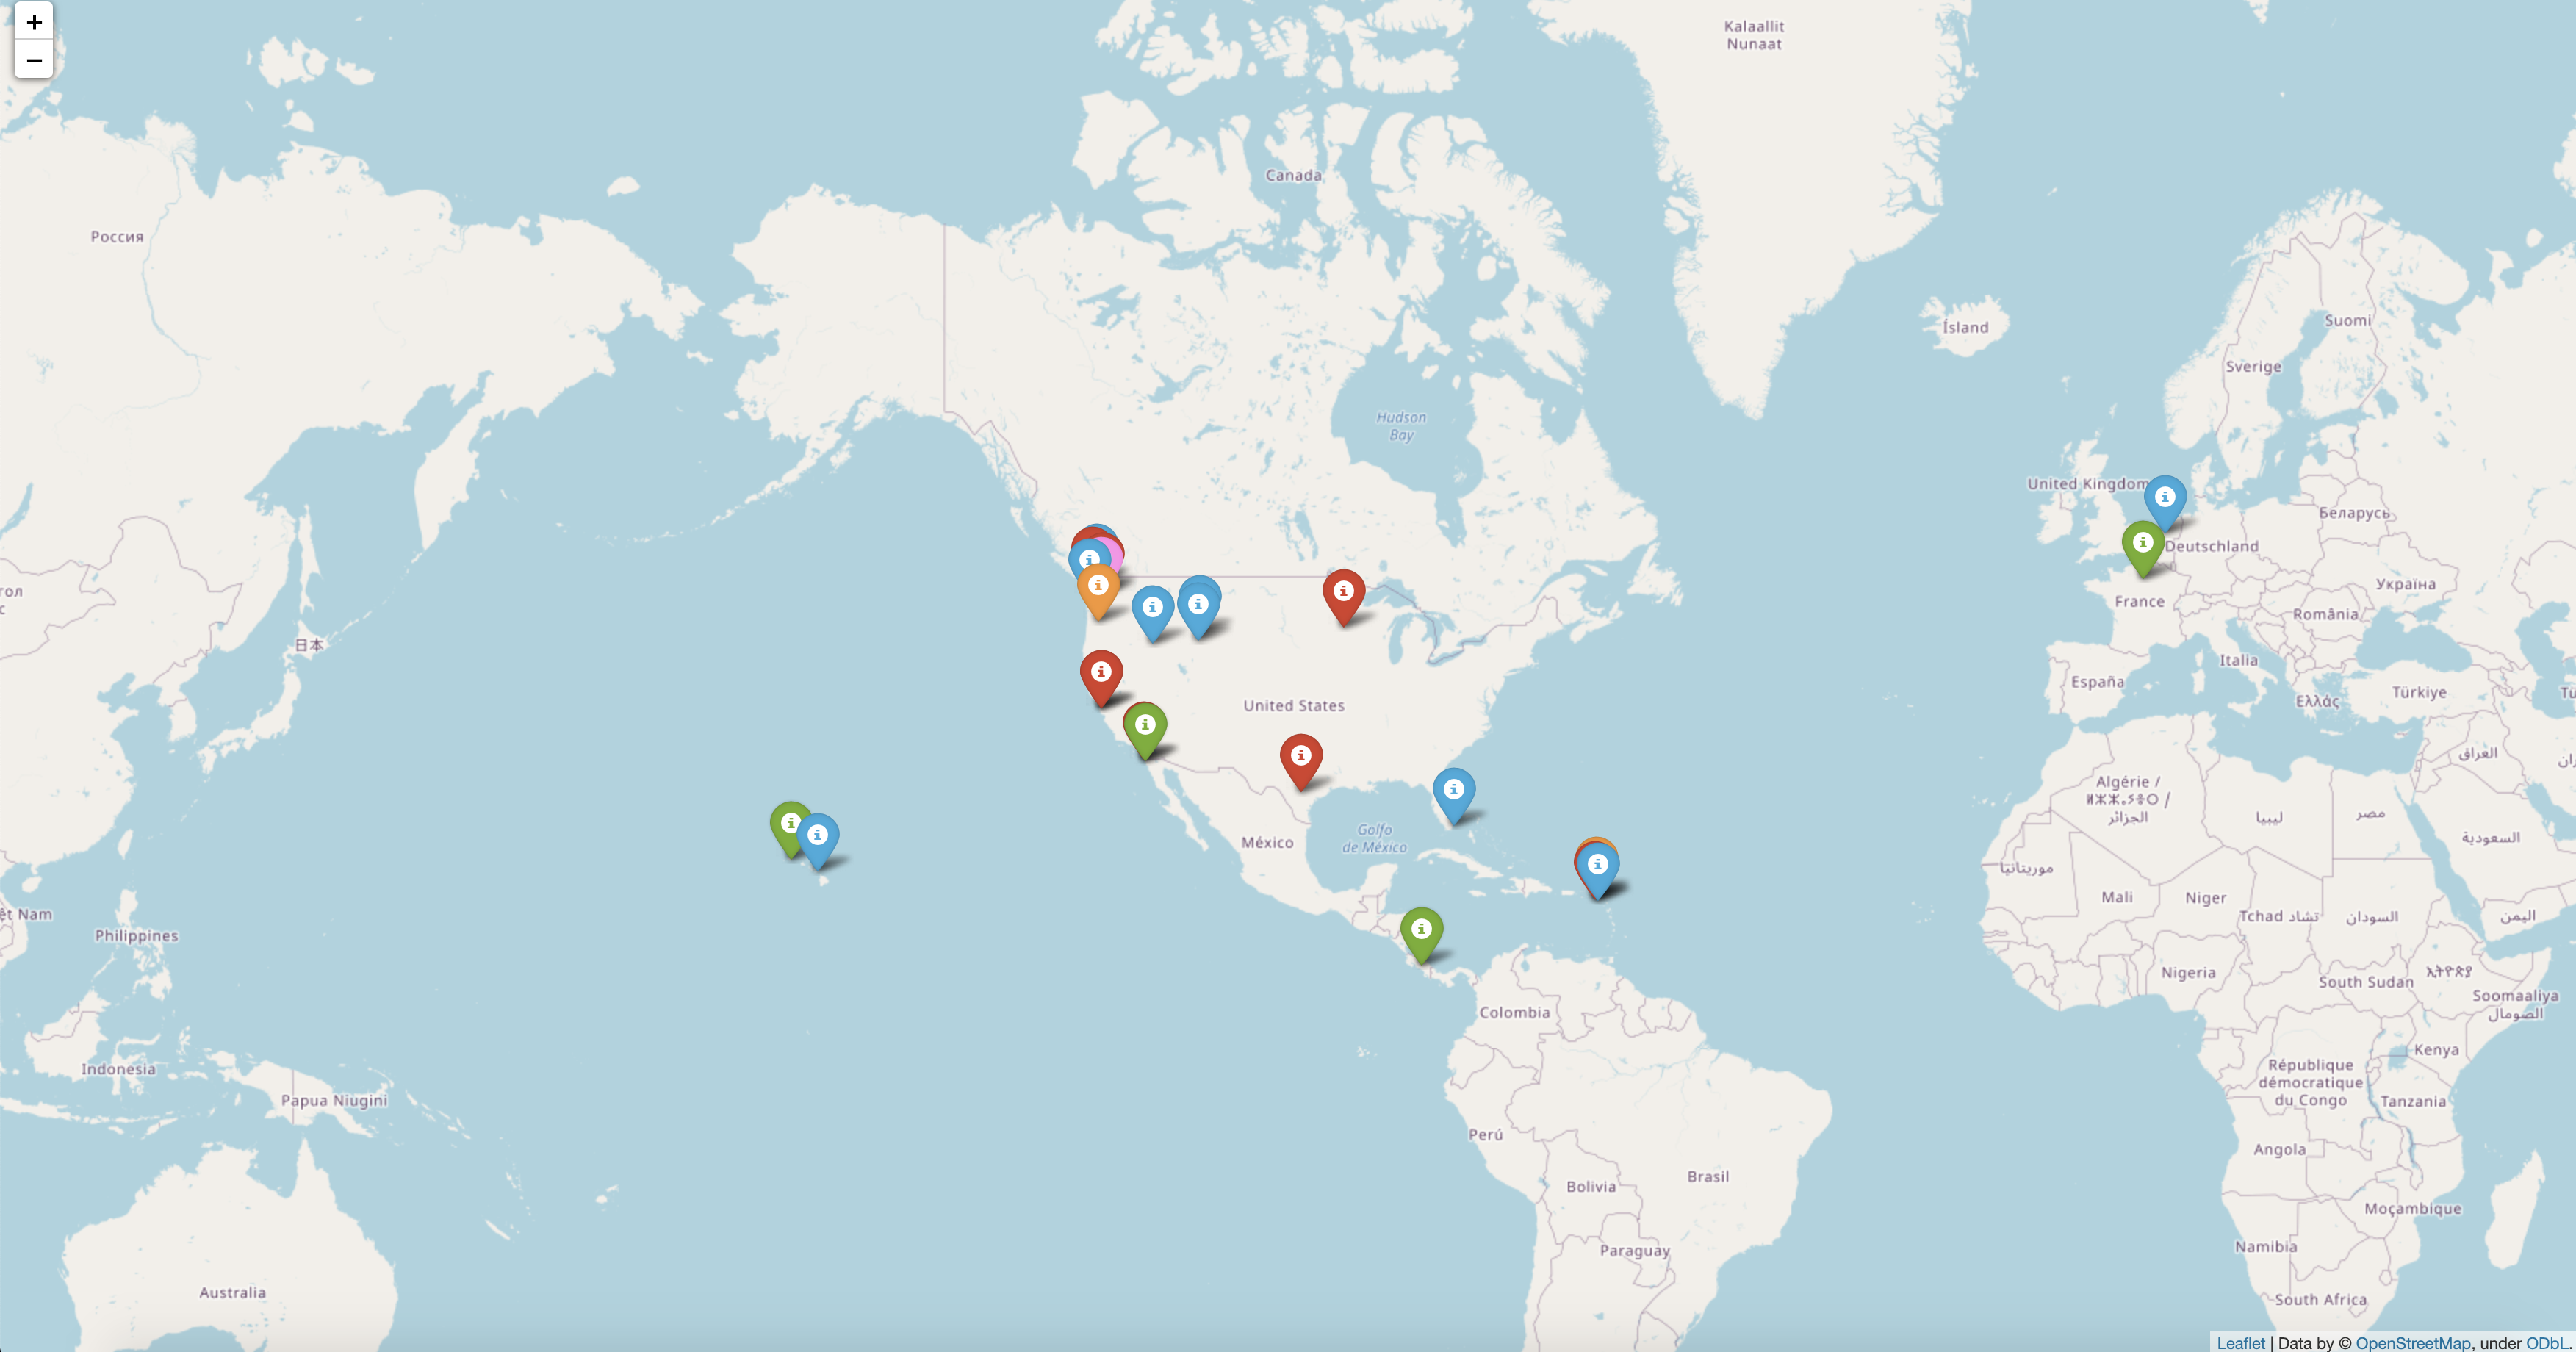 +
−
Kalaallit
Nunaat
Canada
Россия
Ísland
Suomi
Sverige
Hudson
Bay
United Kingdom
Беларусь
Deutschland
Україна
France
România
日本
Italia
España
Türkiye
Ελλάς
United States
العراق
Algérie /
ⵍⵣⵣⴰⵢⴻⵔ /
الجزائر
ليبيا
مصر
السعودية
Golfo
de México
México
موريتانيا
Mali
Niger
Tchad تشاد
السودان
اليمن
ệt Nam
Philippines
Nigeria
South Sudan
ኢትዮጵያ
Soomaaliya
الصومال
Colombia
Kenya
Indonesia
République
démocratique
du Congo
Papua Niugini
Tanzania
Perú
Angola
Brasil
Bolivia
Moçambique
Namibia
Paraguay
Australia
South Africa
Leaflet | Data by © OpenStreetMap, under ODbL.